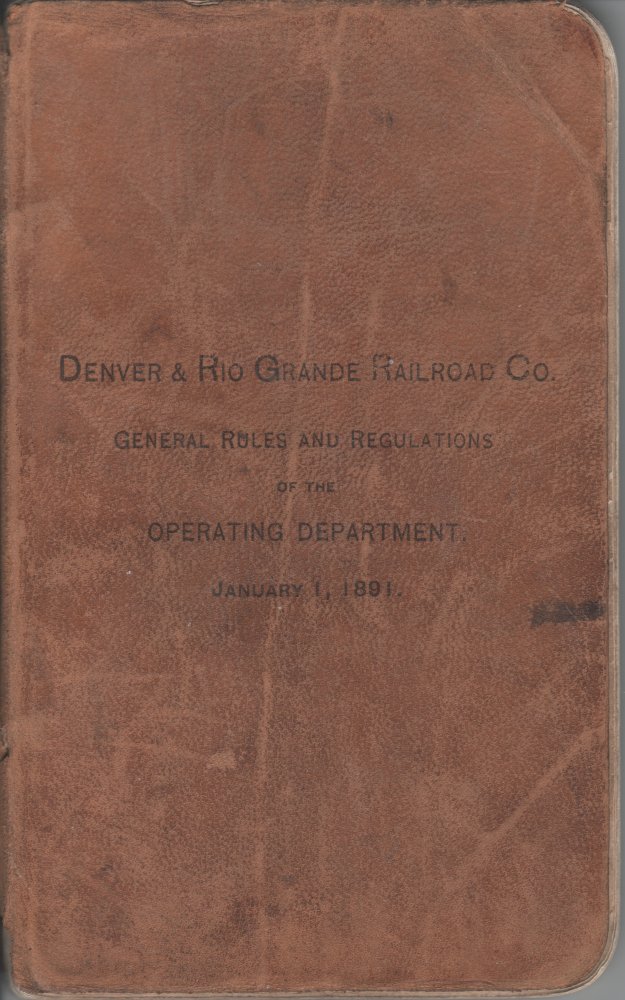 DENVER & RIO GRANDE RAILROAD CO.
GENERAL RULES AND REGULATIONS
OF THE
OPERATING DEPARTMENT.
JANUARY 1, 1891.